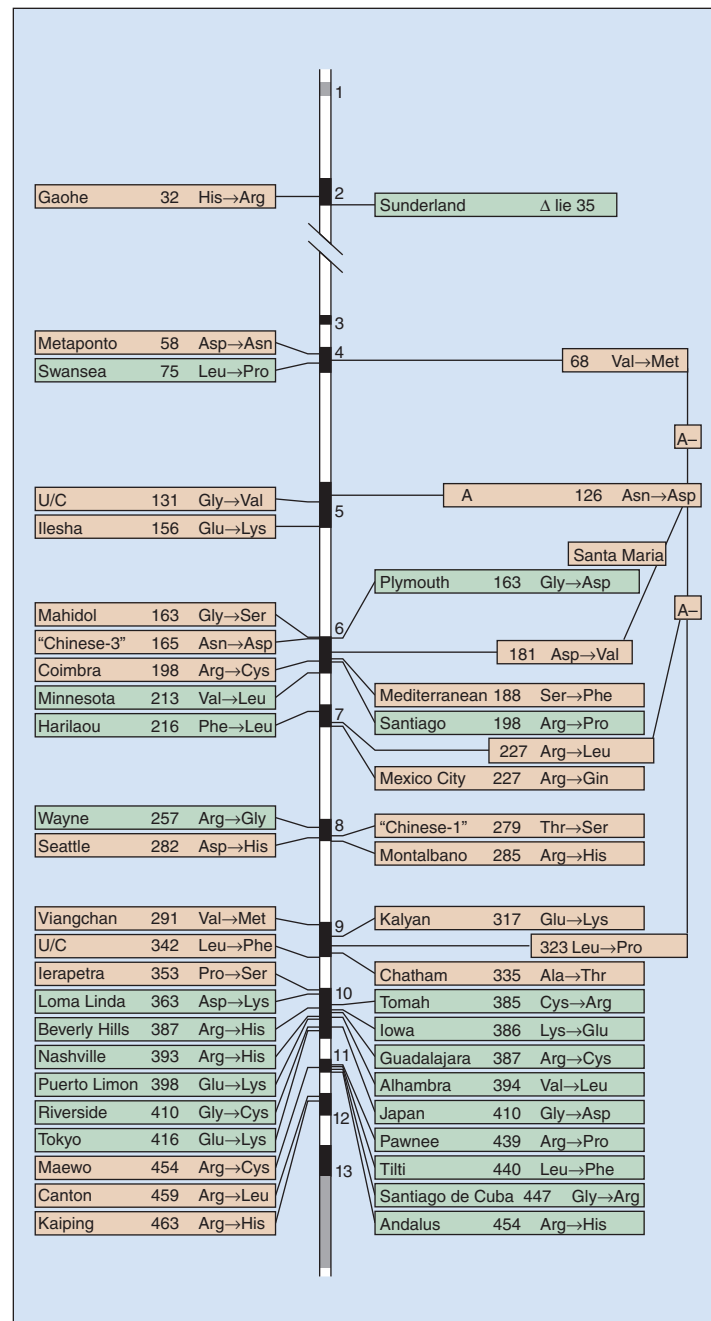 1
Gaohe 32 His→Arg
2
Sunderland Δ lie 35
3
Metaponto 58 Asp→Asn
4
68 Val→Met
Swansea 75 Leu→Pro
A–
U/C 131 Gly→Val
A 126 Asn→Asp
5
Ilesha 156 Glu→Lys
Santa Maria
Plymouth 163 Gly→Asp
A–
Mahidol 163 Gly→Ser
6
"Chinese-3" 165 Asn→Asp
181 Asp→Val
Coimbra 198 Arg→Cys
Mediterranean 188 Ser→Phe
Minnesota 213 Val→Leu
Santiago 198 Arg→Pro
Harilaou 216 Phe→Leu
7
227 Arg→Leu
Mexico City 227 Arg→Gin
Wayne 257 Arg→Gly
8
"Chinese-1" 279 Thr→Ser
Seattle 282 Asp→His
Montalbano 285 Arg→His
Viangchan 291 Val→Met
9
Kalyan 317 Glu→Lys
U/C 342 Leu→Phe
323 Leu→Pro
Ierapetra 353 Pro→Ser
Chatham 335 Ala→Thr
Loma Linda 363 Asp→Lys
10
Tomah 385 Cys→Arg
Beverly Hills 387 Arg→His
Iowa 386 Lys→Glu
Nashville 393 Arg→His
Guadalajara 387 Arg→Cys
11
Puerto Limon 398 Glu→Lys
Alhambra 394 Val→Leu
Riverside 410 Gly→Cys
Japan 410 Gly→Asp
12
Tokyo 416 Glu→Lys
Pawnee 439 Arg→Pro
Maewo 454 Arg→Cys
13
Tilti 440 Leu→Phe
Canton 459 Arg→Leu
Santiago de Cuba 447 Gly→Arg
Kaiping 463 Arg→His
Andalus 454 Arg→His